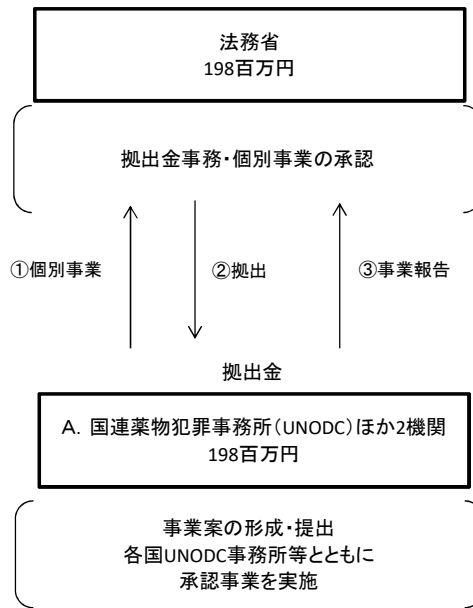 法務省
198百万円
拠出金事務・個別事業の承認
①個別事業
②拠出
③事業報告
拠出金
A．国連薬物犯罪事務所（UNODC）ほか2機関
198百万円
事業案の形成・提出
各国UNODC事務所等とともに
承認事業を実施